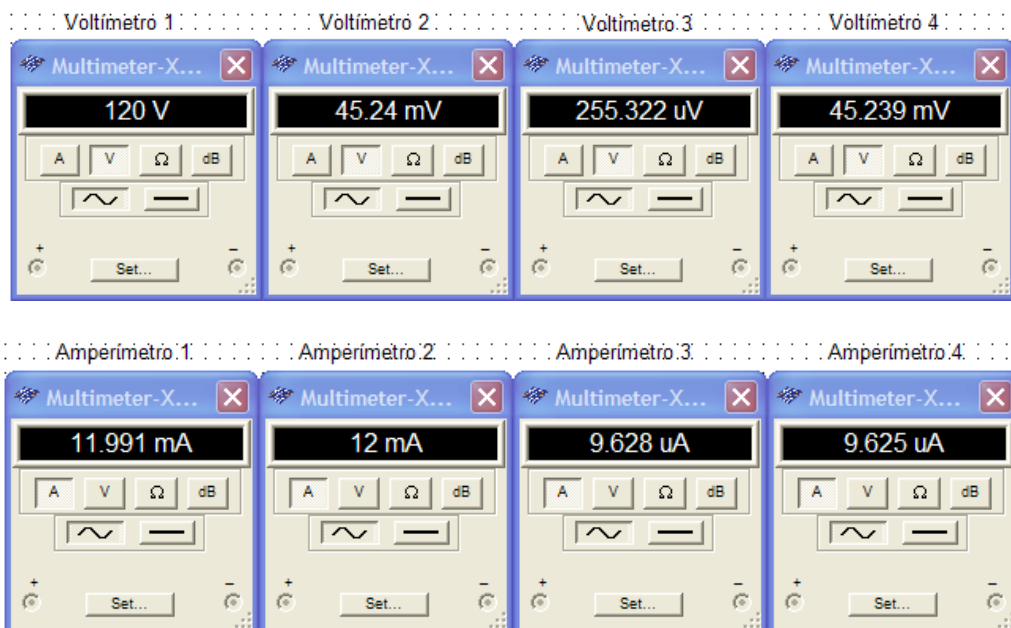 Voltímetro 1 Voltímetro 2 Voltímetro 3 Voltímetro 4
Multimeter-X... Multimeter-X... Multimeter-X... Multimeter-X...
120 V 45.24 mV 255.322 uV 45.239 mV
A V Ω dB A V Ω dB A V Ω dB A V Ω dB
+ − + − + − + −
Set... Set... Set... Set...
Amperímetro 1 Amperímetro 2 Amperímetro 3 Amperímetro 4
Multimeter-X... Multimeter-X... Multimeter-X... Multimeter-X...
11.991 mA 12 mA 9.628 uA 9.625 uA
A V Ω dB A V Ω dB A V Ω dB A V Ω dB
+ − + − + − + −
Set... Set... Set... Set...